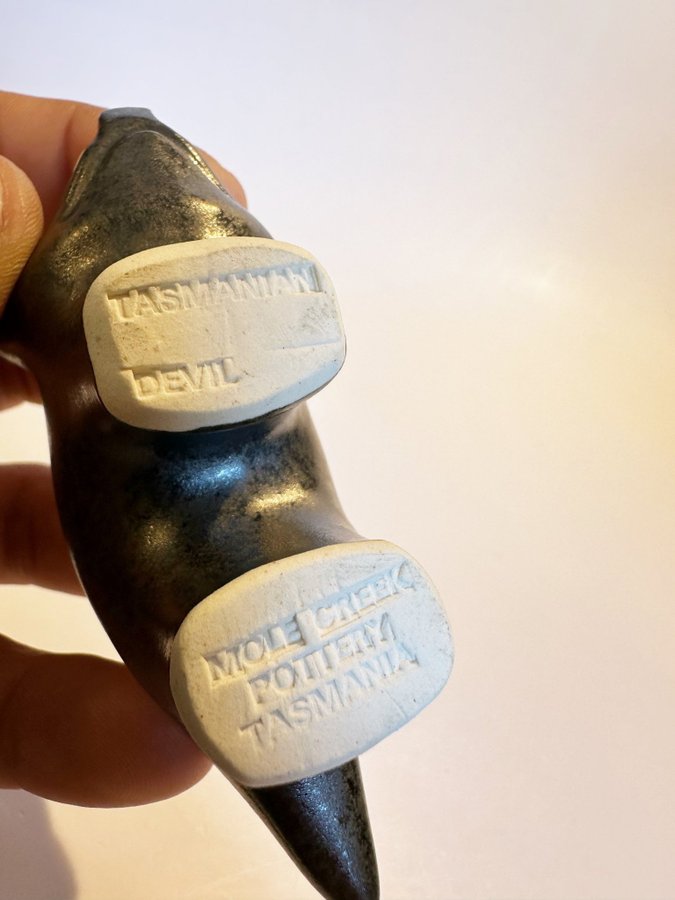 TASMANIAN
DEVIL
MOLE CREEK
POTTERY
TASMANIA